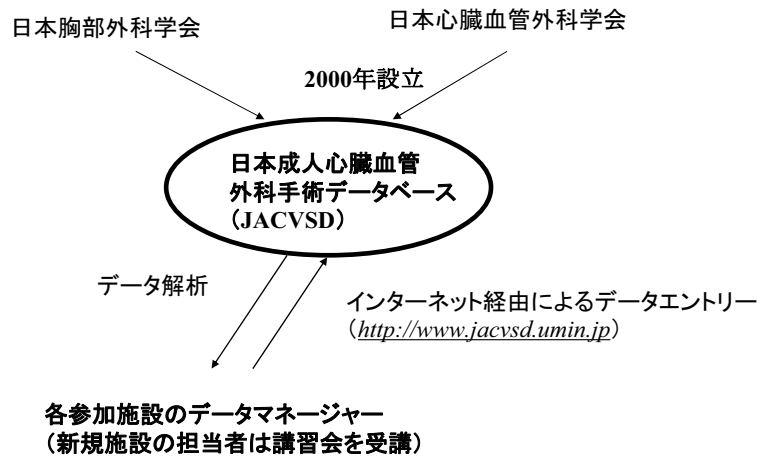 日本胸部外科学会
日本心臓血管外科学会
2000年設立
日本成人心臓血管
外科手術データベース
（JACVSD）
データ解析
インターネット経由によるデータエントリー
（http://www.jacvsd.umin.jp）
各参加施設のデータマネージャー
（新規施設の担当者は講習会を受講）